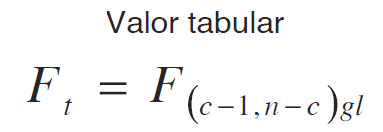 Valor tabular
F_t = F_(c−1,n−c)gl